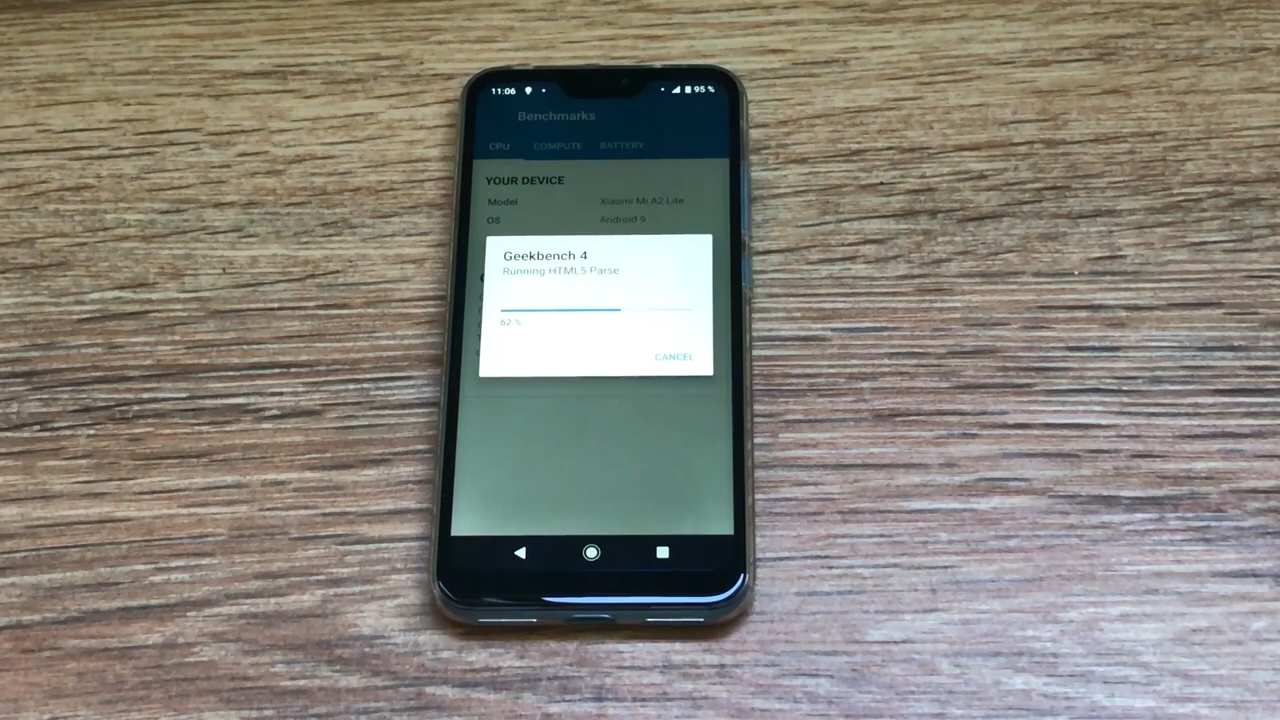 11:06 95 %
Benchmarks
CPU COMPUTE BATTERY
YOUR DEVICE
Model Xiaomi Mi A2 Lite
OS Android 9
Geekbench 4
Running HTML5 Parse
62 %
CANCEL